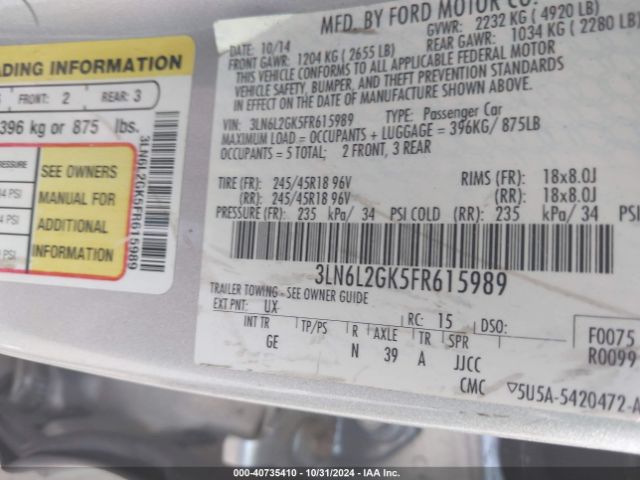 MFD. BY FORD MOTOR CO.
DATE: 10/14
GVWR: 2232 KG ( 4920 LB)
FRONT GAWR: 1204 KG ( 2655 LB)
REAR GAWR: 1034 KG ( 2280 LB)
THIS VEHICLE CONFORMS TO ALL APPLICABLE FEDERAL MOTOR
VEHICLE SAFETY, BUMPER, AND THEFT PREVENTION STANDARDS
IN EFFECT ON THE DATE OF MANUFACTURE SHOWN ABOVE.
VIN: 3LN6L2GK5FR615989 TYPE: Passenger Car
MAXIMUM LOAD = OCCUPANTS + LUGGAGE = 396KG/ 875LB
OCCUPANTS = 5 TOTAL; 2 FRONT, 3 REAR
TIRE (FR): 245/45R18 96V RIMS (FR): 18x8.0J
(RR): 245/45R18 96V (RR): 18x8.0J
PRESSURE (FR): 235 kPa/ 34 PSI COLD (RR): 235 kPa/ 34
3LN6L2GK5FR615989
TRAILER TOWING - SEE OWNER GUIDE
EXT PNT: UX RC: 15 DSO:
INT TR TP/PS R AXLE TR SPR
GE N 39 A JJCC
CMC
F0075
R0099
5U5A-5420472-A
ADING INFORMATION
FRONT: 2 REAR: 3
396 kg or 875 lbs.
PRESSURE
PSI
PSI
PSI
SEE OWNERS
MANUAL FOR
ADDITIONAL
INFORMATION
3LN6L2GK5FR615989
000-40735410 • 10/31/2024 • IAA Inc.